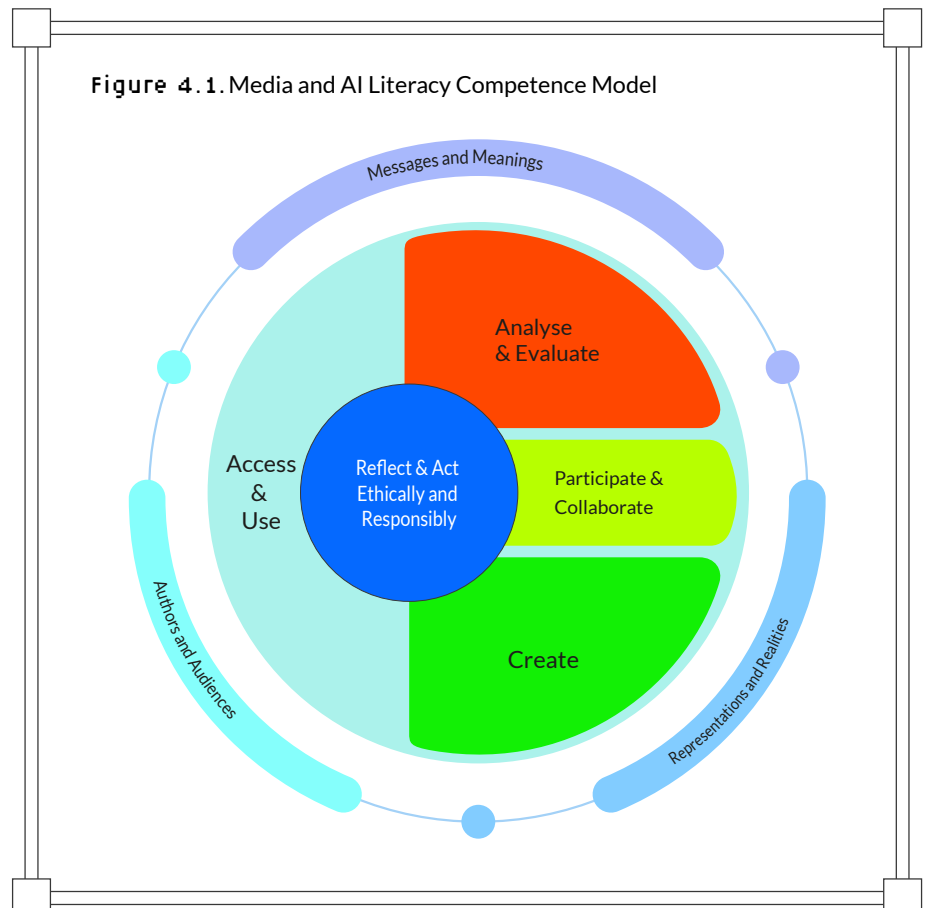 Figure 4.1. Media and AI Literacy Competence Model
Messages and Meanings
Analyse
& Evaluate
Access
&
Use
Reflect & Act
Ethically and
Responsibly
Participate &
Collaborate
Create
Authors and Audiences
Representations and Realities